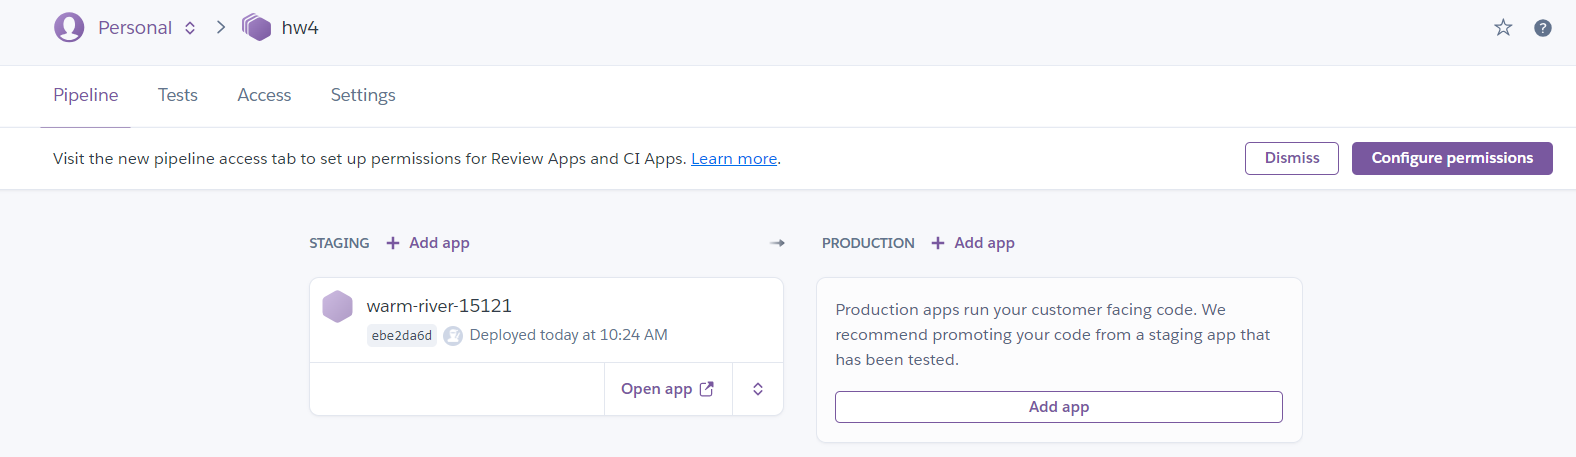 Personal
hw4
Pipeline Tests Access Settings
Visit the new pipeline access tab to set up permissions for Review Apps and CI Apps. Learn more.
Dismiss
Configure permissions
STAGING + Add app
PRODUCTION + Add app
warm-river-15121
ebe2da6d Deployed today at 10:24 AM
Open app
Production apps run your customer facing code. We
recommend promoting your code from a staging app that
has been tested.
Add app